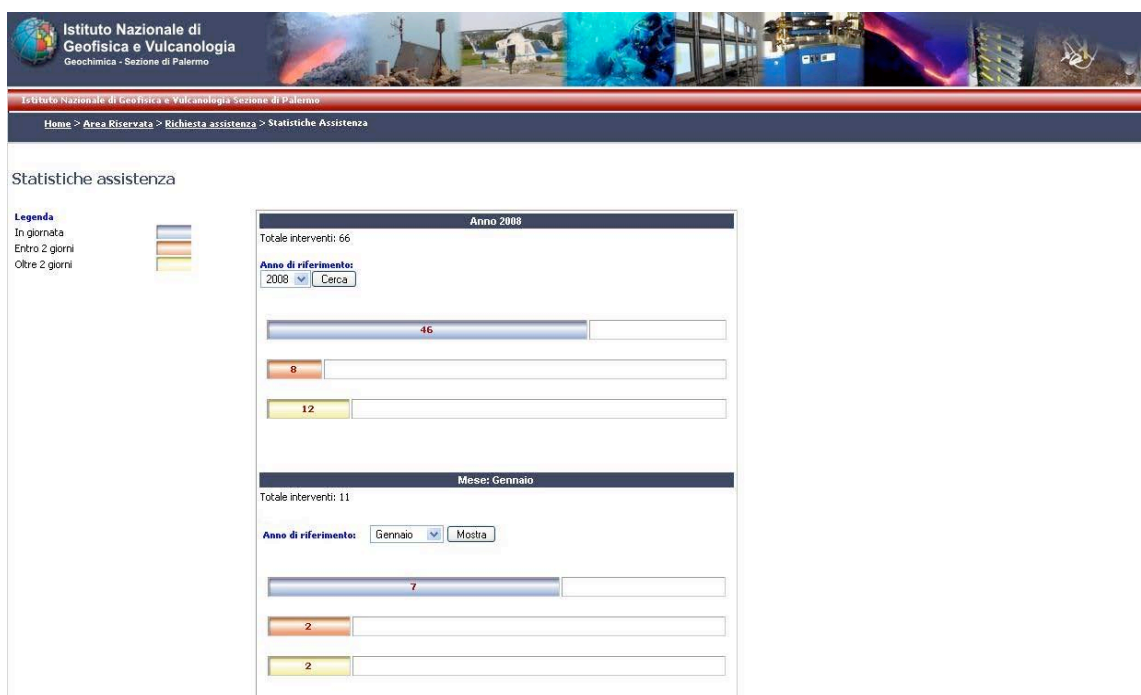 Istituto Nazionale di
Geofisica e Vulcanologia
Geochimica - Sezione di Palermo
Istituto Nazionale di Geofisica e Vulcanologia Sezione di Palermo
Home > Area Riservata > Richiesta assistenza > Statistiche Assistenza
Statistiche assistenza
Legenda
In giornata
Entro 2 giorni
Oltre 2 giorni
Anno 2008
Totale interventi: 66
Anno di riferimento:
2008 Cerca
46
8
12
Mese: Gennaio
Totale interventi: 11
Anno di riferimento: Gennaio Mostra
7
2
2